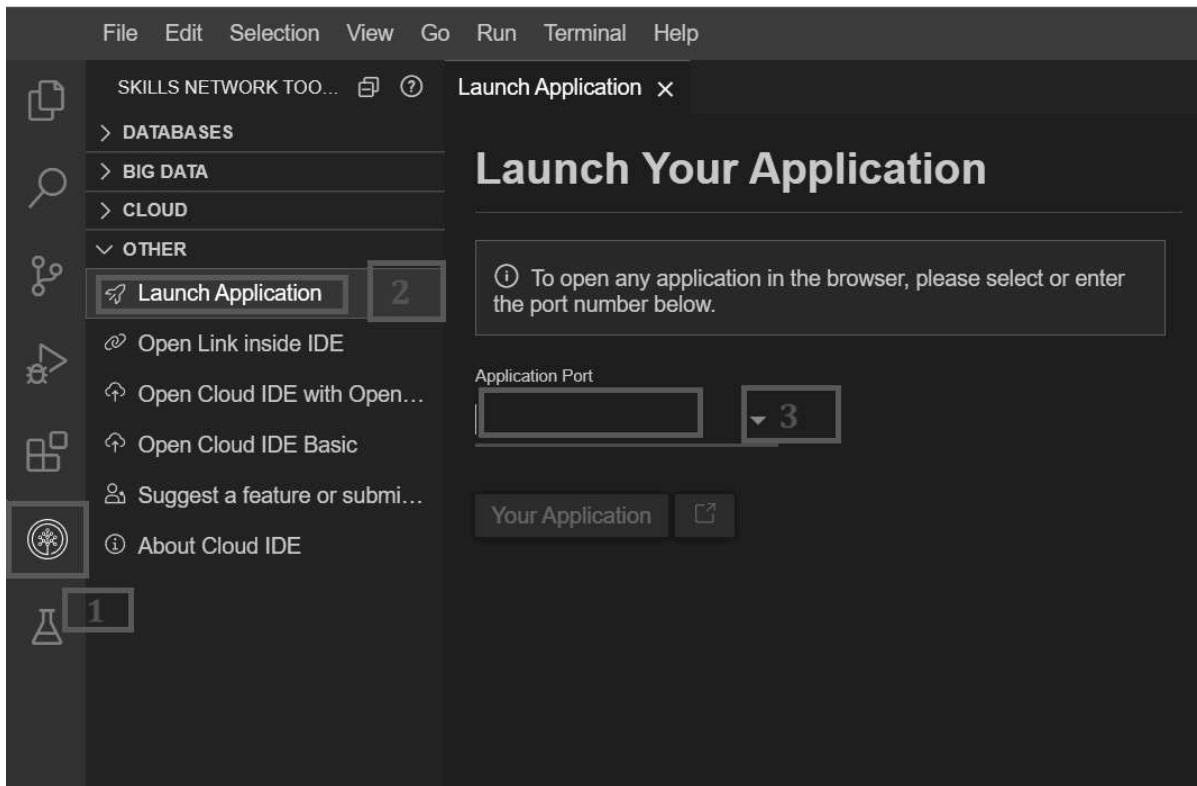 File Edit Selection View Go Run Terminal Help
SKILLS NETWORK TOO...
Launch Application
DATABASES
BIG DATA
CLOUD
OTHER
Launch Application 2
Open Link inside IDE
Open Cloud IDE with Open...
Open Cloud IDE Basic
Suggest a feature or submi...
About Cloud IDE
1
Launch Your Application
To open any application in the browser, please select or enter
the port number below.
Application Port
3
Your Application